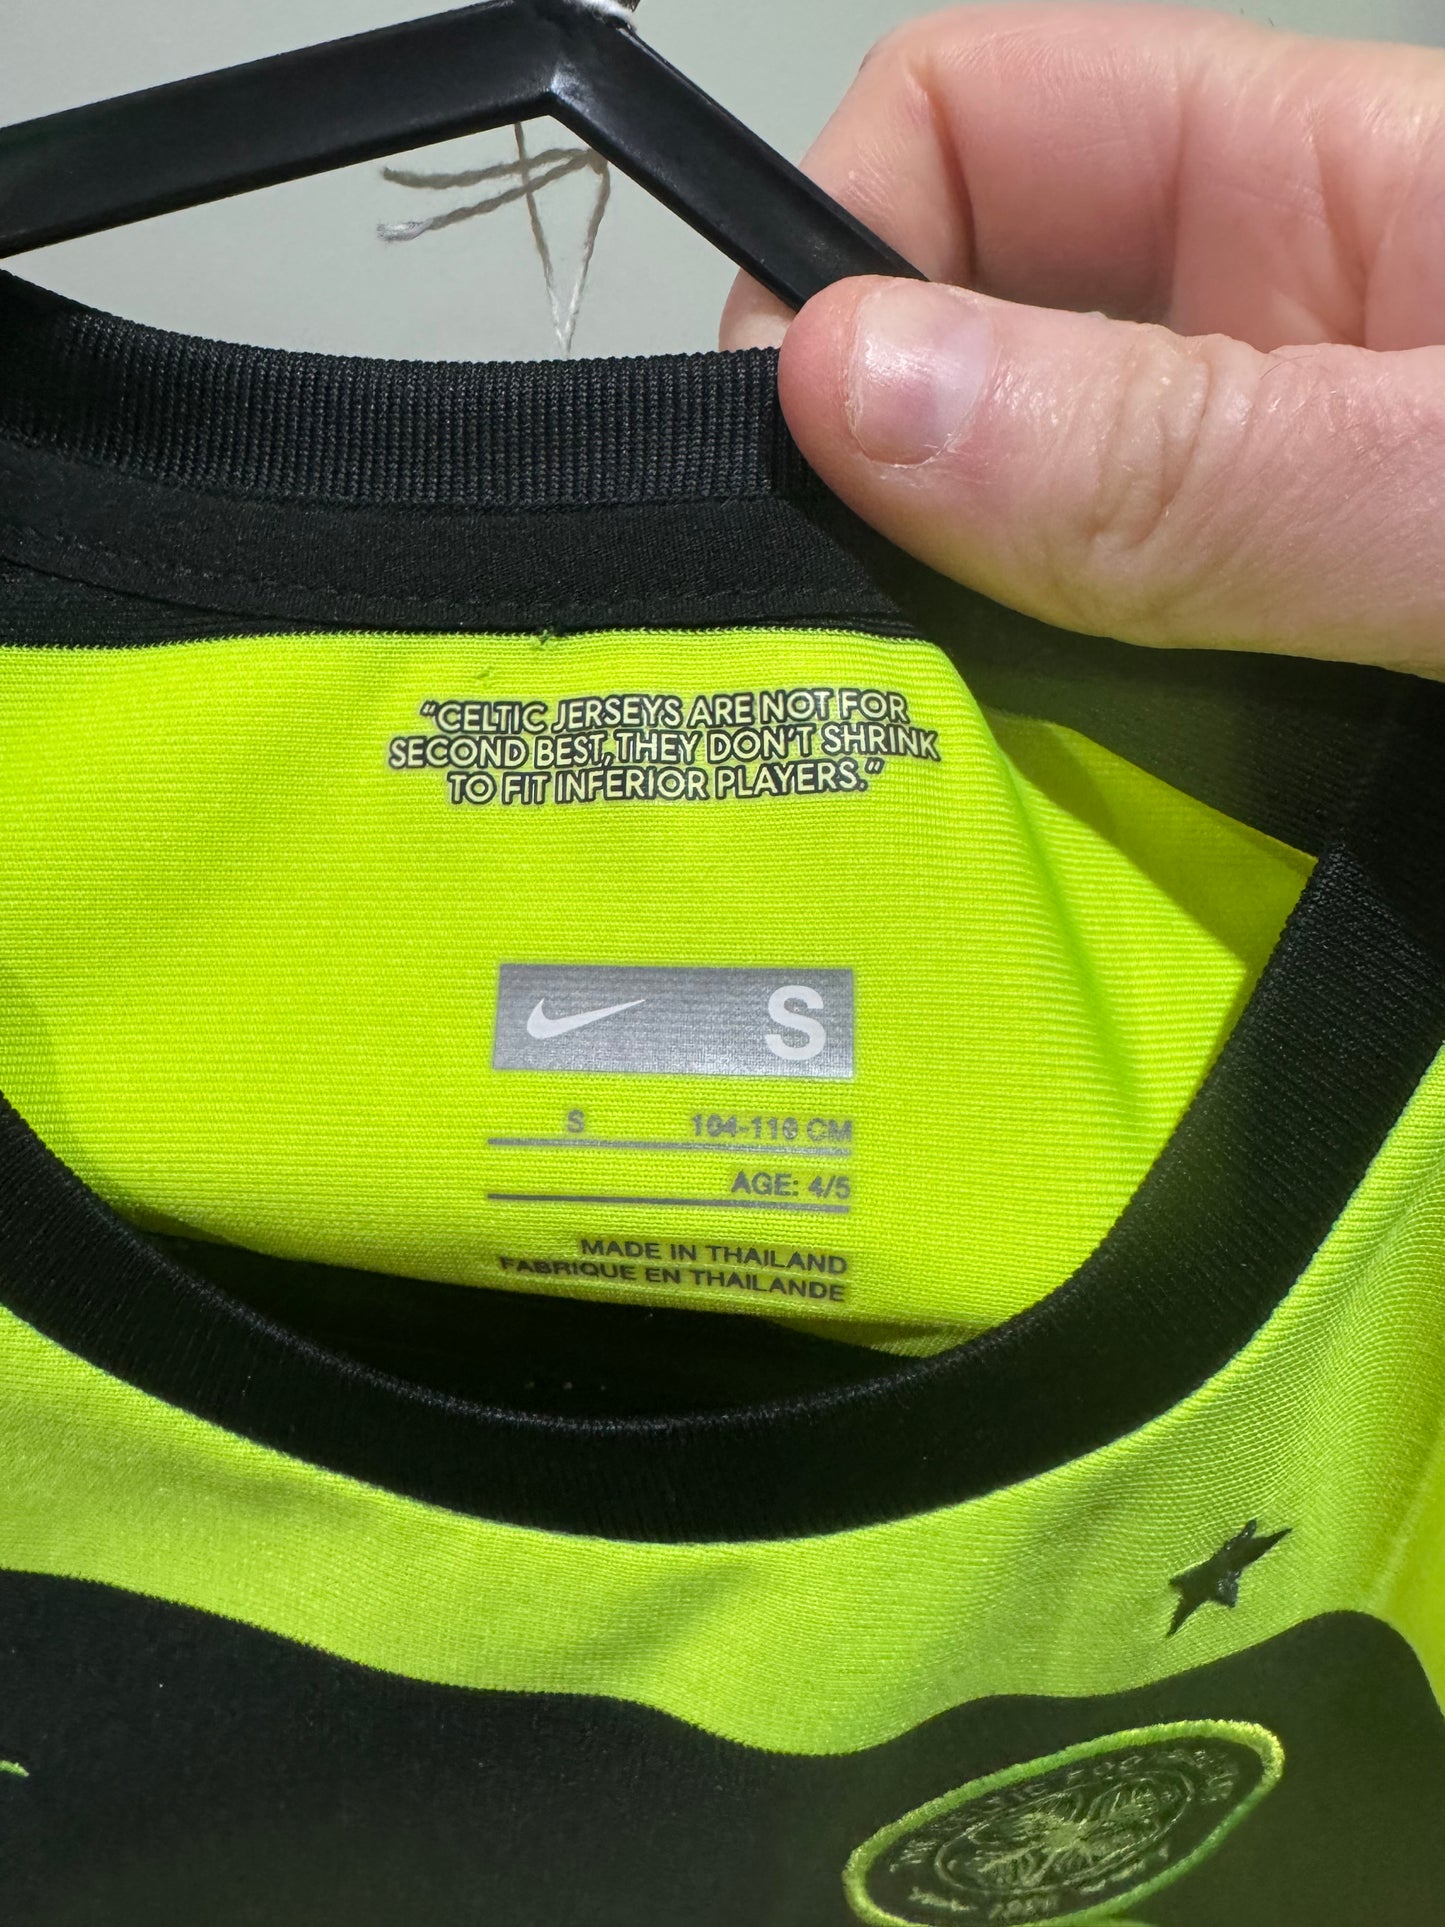 “CELTIC JERSEYS ARE NOT FOR
SECOND BEST, THEY DON'T SHRINK
TO FIT INFERIOR PLAYERS.”
S
S 104-116 CM
AGE: 4/5
MADE IN THAILAND
FABRIQUE EN THAILANDE